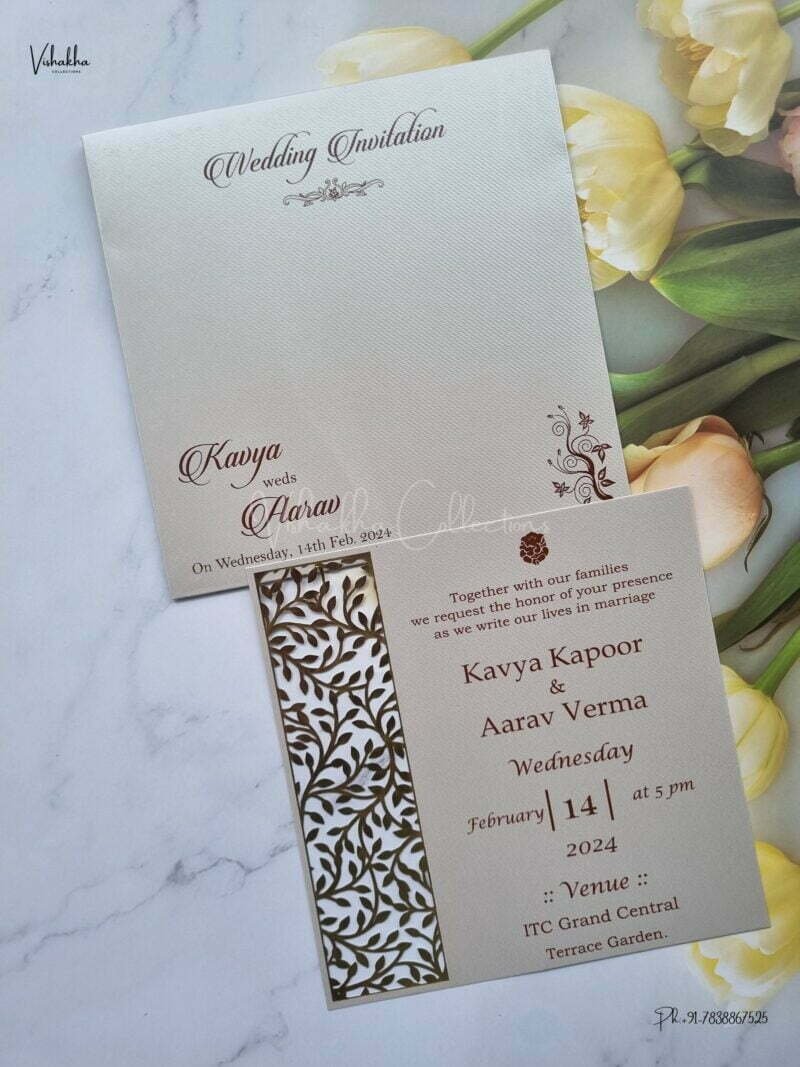 Vishakha
COLLECTIONS
Wedding Invitation
Kavya
weds
Aarav
On Wednesday, 14th Feb. 2024
Vishakha Collections
Together with our families
we request the honor of your presence
as we write our lives in marriage
Kavya Kapoor
&
Aarav Verma
Wednesday
February | 14 | at 5 pm
2024
:: Venue ::
ITC Grand Central
Terrace Garden.
Ph.+91-7838867525